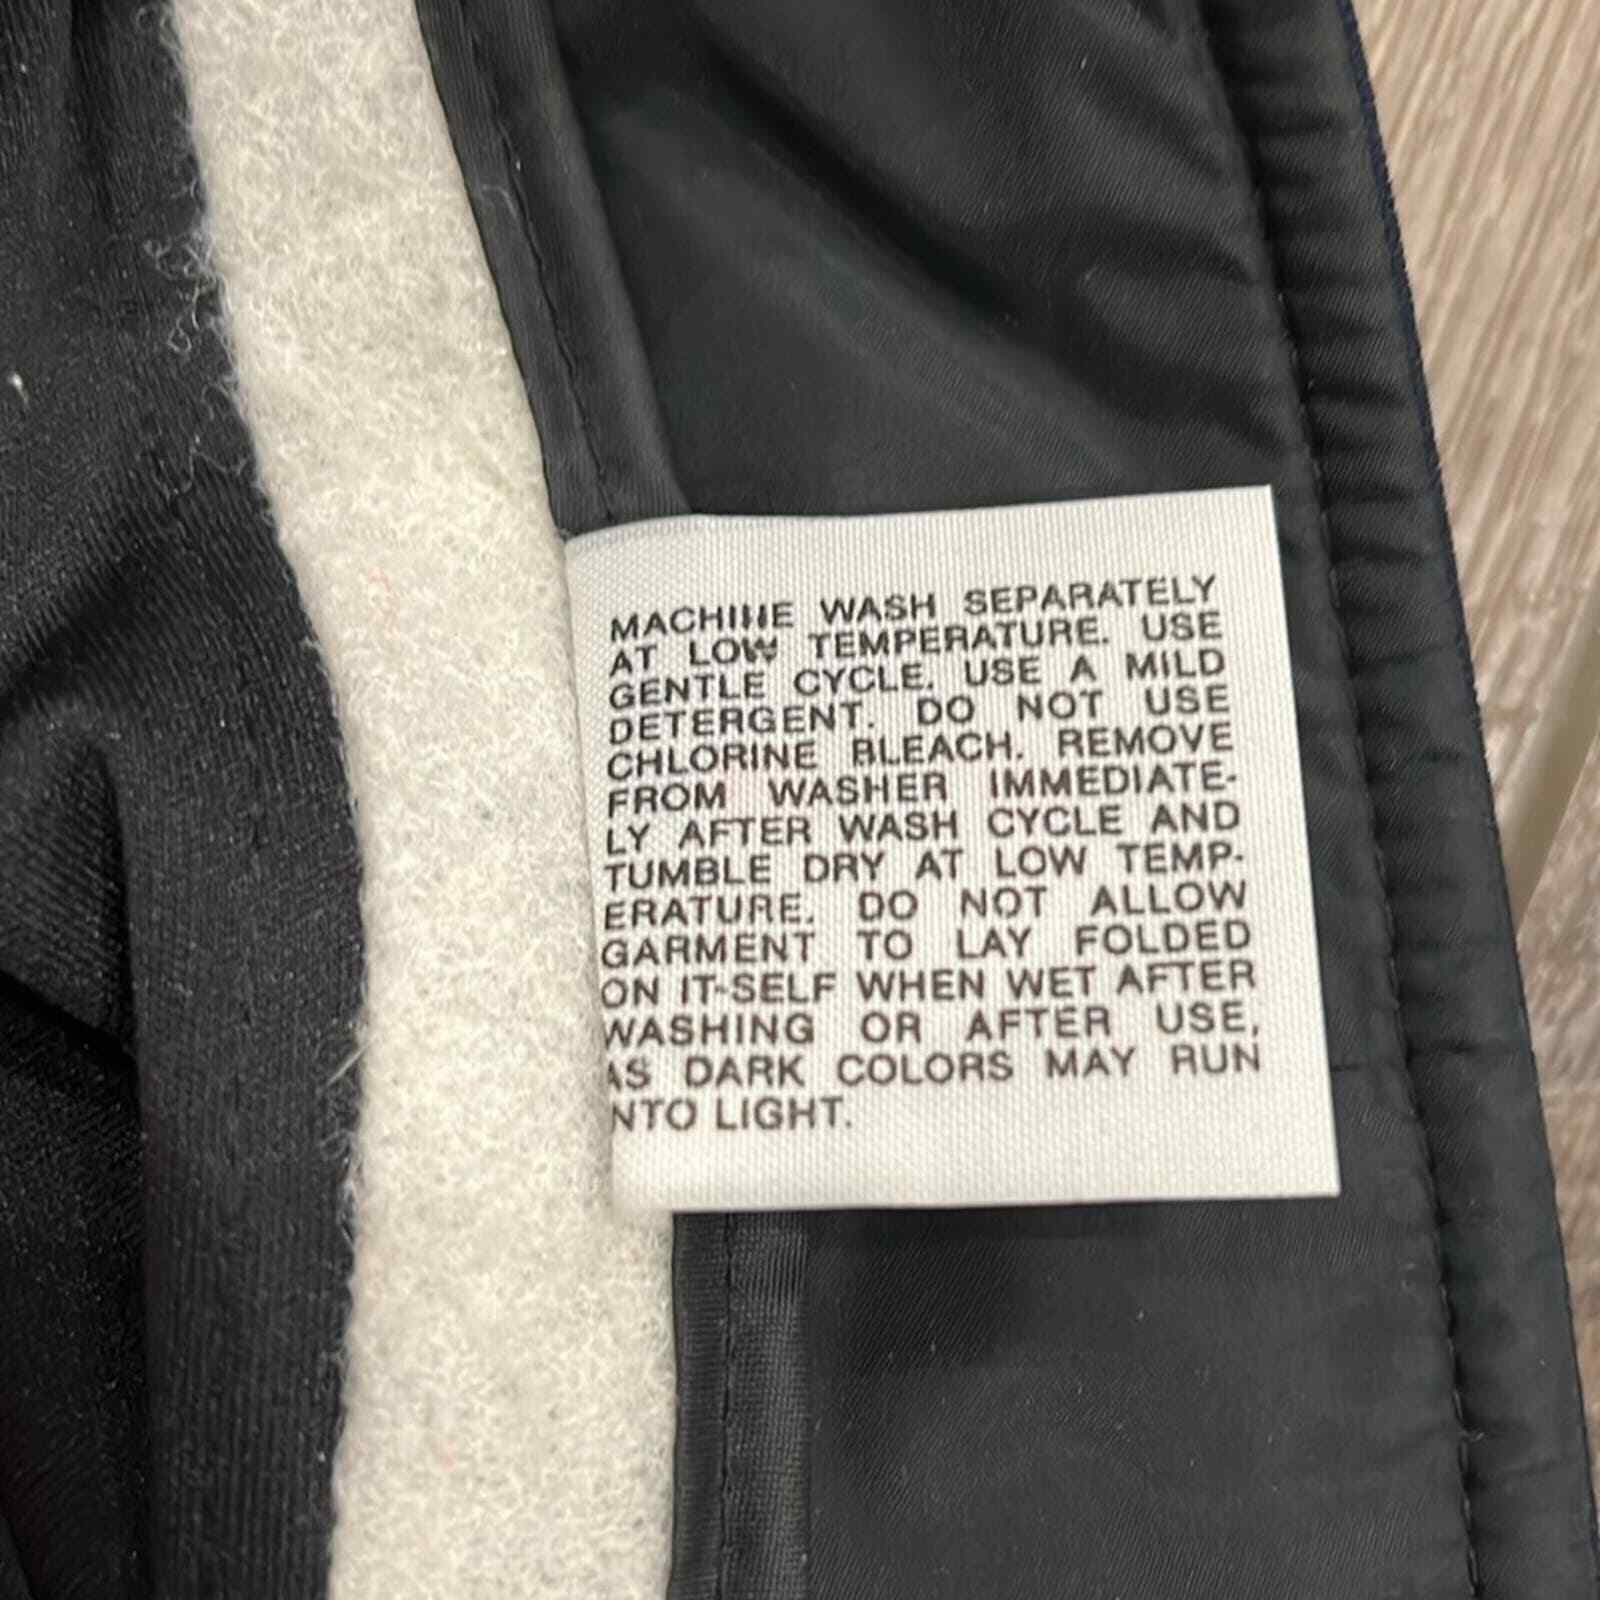 MACHINE WASH SEPARATELY
AT LOW TEMPERATURE. USE
GENTLE CYCLE. USE A MILD
DETERGENT. DO NOT USE
CHLORINE BLEACH. REMOVE
FROM WASHER IMMEDIATE-
LY AFTER WASH CYCLE AND
TUMBLE DRY AT LOW TEMP-
ERATURE. DO NOT ALLOW
GARMENT TO LAY FOLDED
ON IT-SELF WHEN WET AFTER
WASHING OR AFTER USE,
AS DARK COLORS MAY RUN
NTO LIGHT.